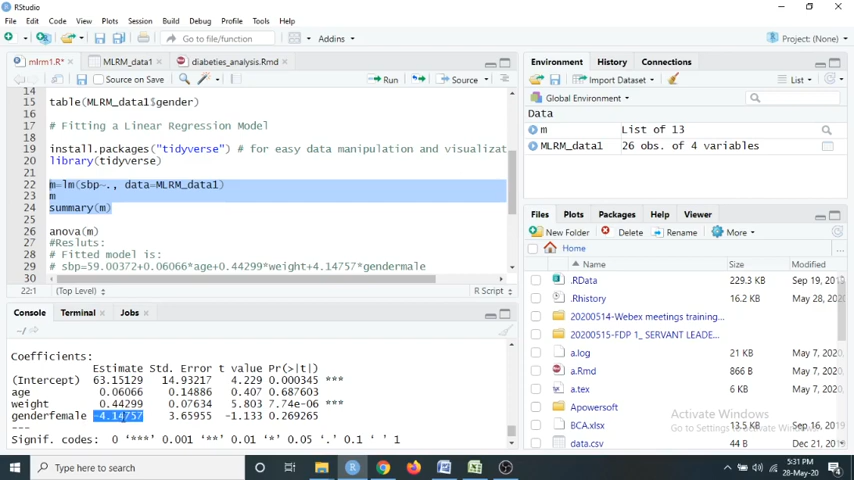 RStudio
File Edit Code View Plots Session Build Debug Profile Tools Help
Go to file/function
Addins
Project: (None)
mlrm1.R*
MLRM_data1
diabeties_analysis.Rmd
Source on Save
Run
Source
14
15 table(MLRM_data1$gender)
16
17 # Fitting a Linear Regression Model
18
19 install.packages("tidyverse") # for easy data manipulation and visualizat
20 library(tidyverse)
21
22 m=lm(sbp~., data=MLRM_data1)
23 m
24 summary(m)
25
26 anova(m)
27 #Resluts:
28 # Fitted model is:
29 # sbp=59.00372+0.06066*age+0.44299*weight+4.14757*gendermale
30
22:1 (Top Level) R Script
Console Terminal Jobs
~/
Coefficients:
Estimate Std. Error t value Pr(>|t|)
(Intercept) 63.15129 14.93217 4.229 0.000345 ***
age 0.06066 0.14886 0.407 0.687603
weight 0.44299 0.07634 5.803 7.74e-06 ***
genderfemale -4.14757 3.65955 -1.133 0.269265
---
Signif. codes: 0 ‘***’ 0.001 ‘**’ 0.01 ‘*’ 0.05 ‘.’ 0.1 ‘ ’ 1
Environment History Connections
Import Dataset
List
Global Environment
Data
m List of 13
MLRM_data1 26 obs. of 4 variables
Files Plots Packages Help Viewer
New Folder Delete Rename More
Home
Name Size Modified
.RData 229.3 KB Sep 19, 201
.Rhistory 16.2 KB May 28, 202
20200514-Webex meetings training...
20200515-FDP 1_ SERVANT LEADE...
a.log 21 KB May 7, 2020,
a.Rmd 866 B May 7, 2020,
a.tex 6 KB May 7, 2020,
Apowersoft
BCA.xlsx 13.5 KB Sep 16, 2019
data.csv 44 B Dec 21, 2019
Activate Windows
Go to Settings to Activate Windows.
Type here to search
5:31 PM
28-May-20
4